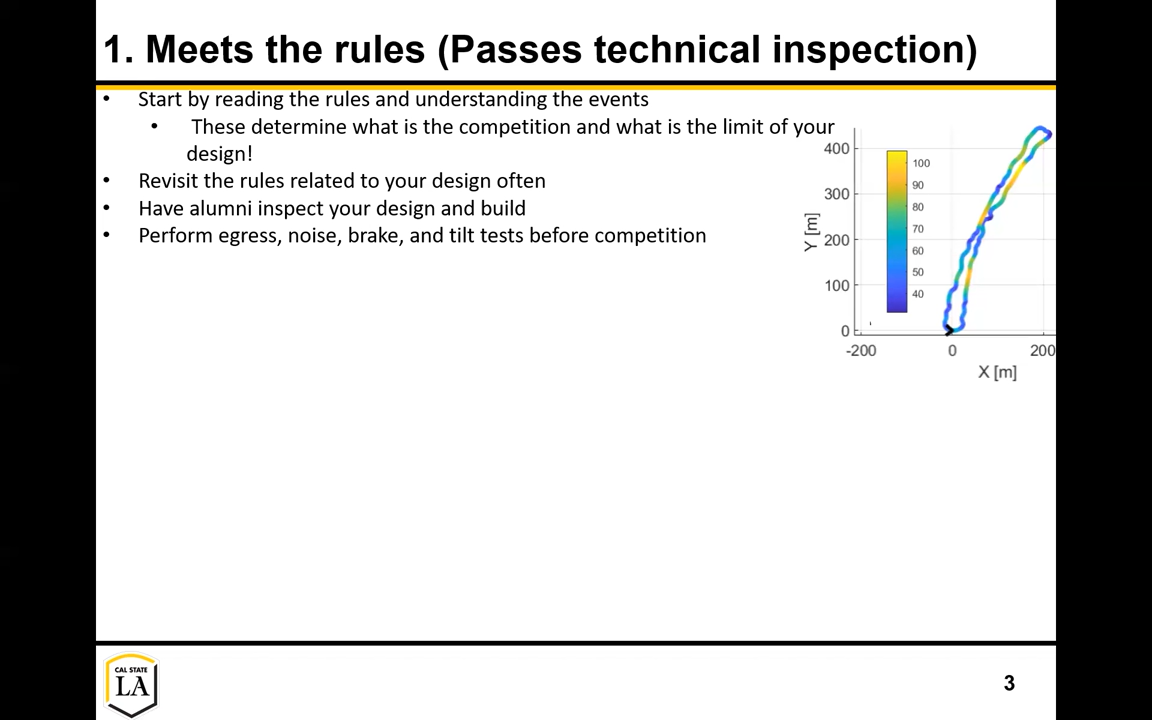 1. Meets the rules (Passes technical inspection)
• Start by reading the rules and understanding the events
• These determine what is the competition and what is the limit of your
design!
• Revisit the rules related to your design often
• Have alumni inspect your design and build
• Perform egress, noise, brake, and tilt tests before competition
400
300
200
100
0
Y [m]
100
90
80
70
60
50
40
-200 0 200
X [m]
CAL STATE
LA
3